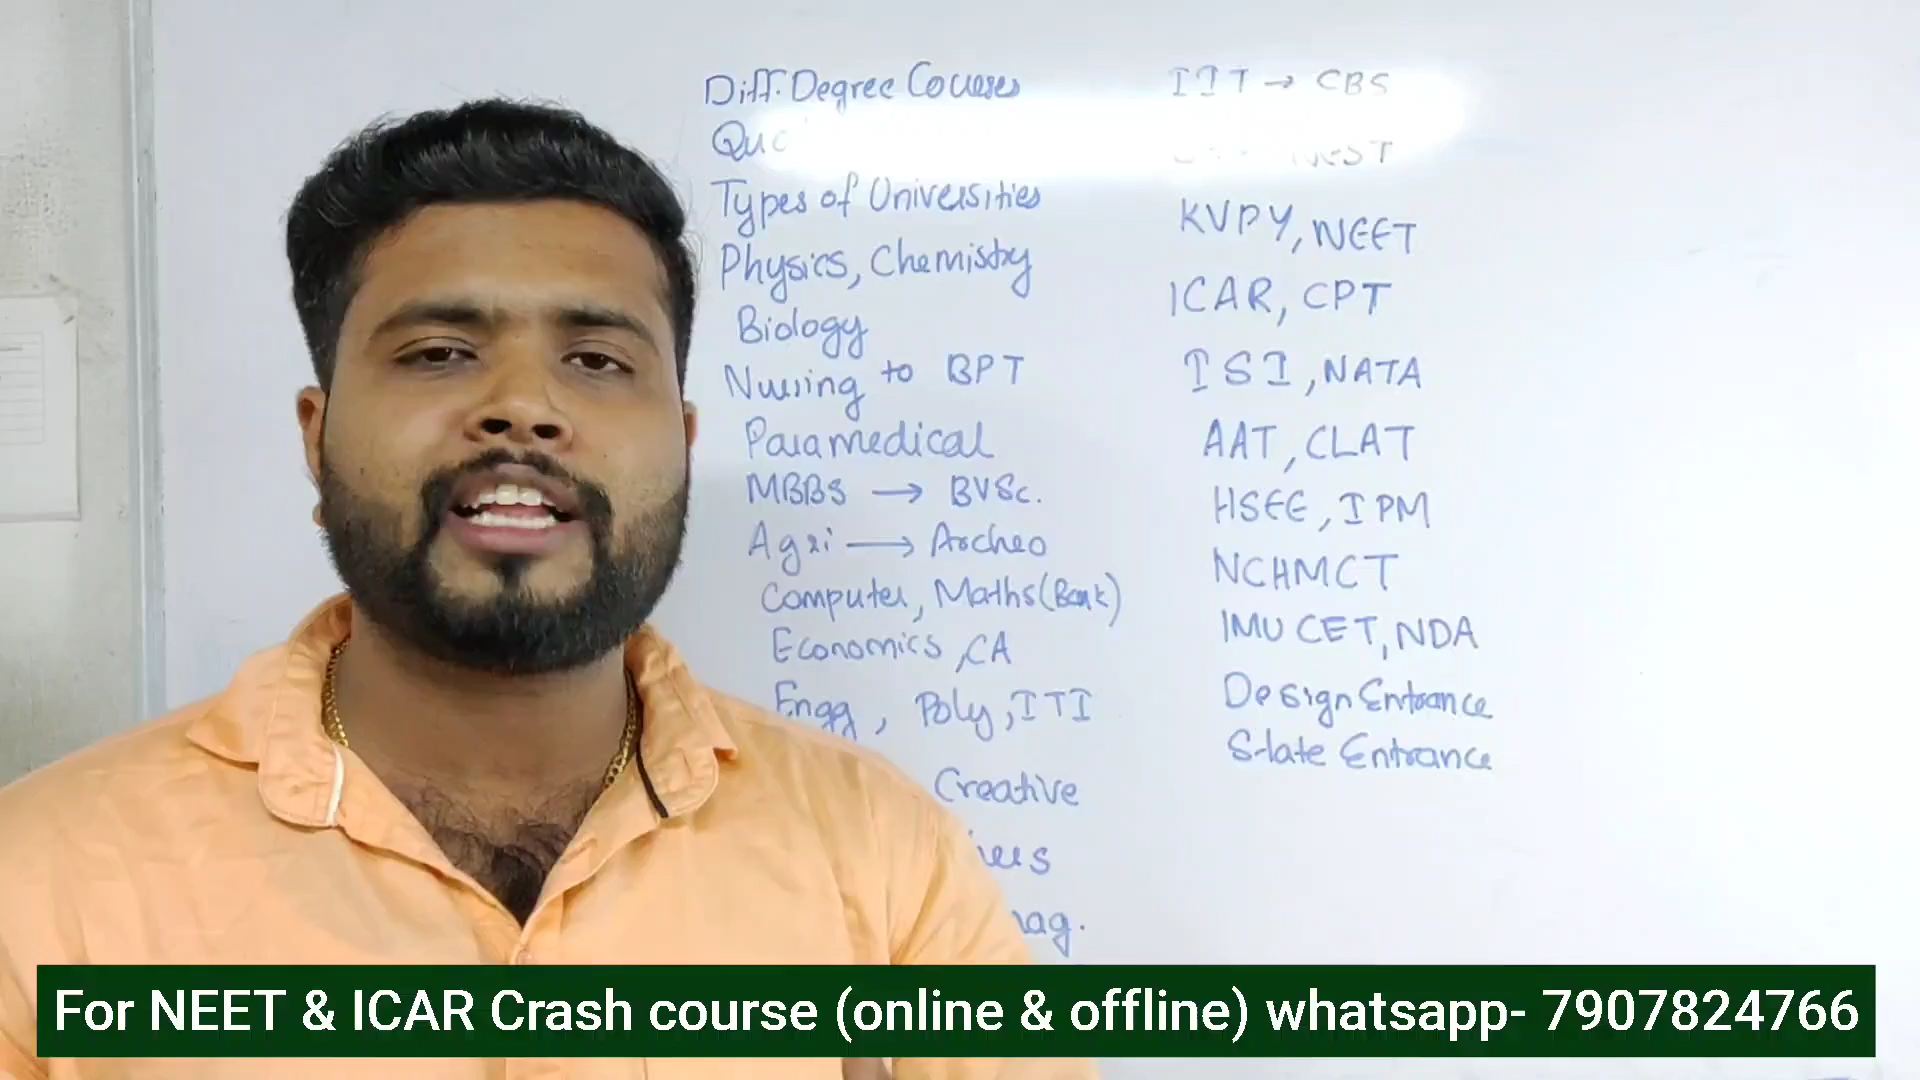 Diff. Degree Courses
Types of Universities
Physics, Chemistry
Biology
Nursing to BPT
Paramedical
MBBS → BVSc.
Agri → Archeo
Computer, Maths (Bank)
Economics, CA
Engg, Poly, ITI
Creative
IIT → CBS
KVPY, NEET
ICAR, CPT
ISI, NATA
AAT, CLAT
HSEE, IPM
NCHMCT
IMU CET, NDA
Design Entrance
State Entrance
For NEET & ICAR Crash course (online & offline) whatsapp- 7907824766